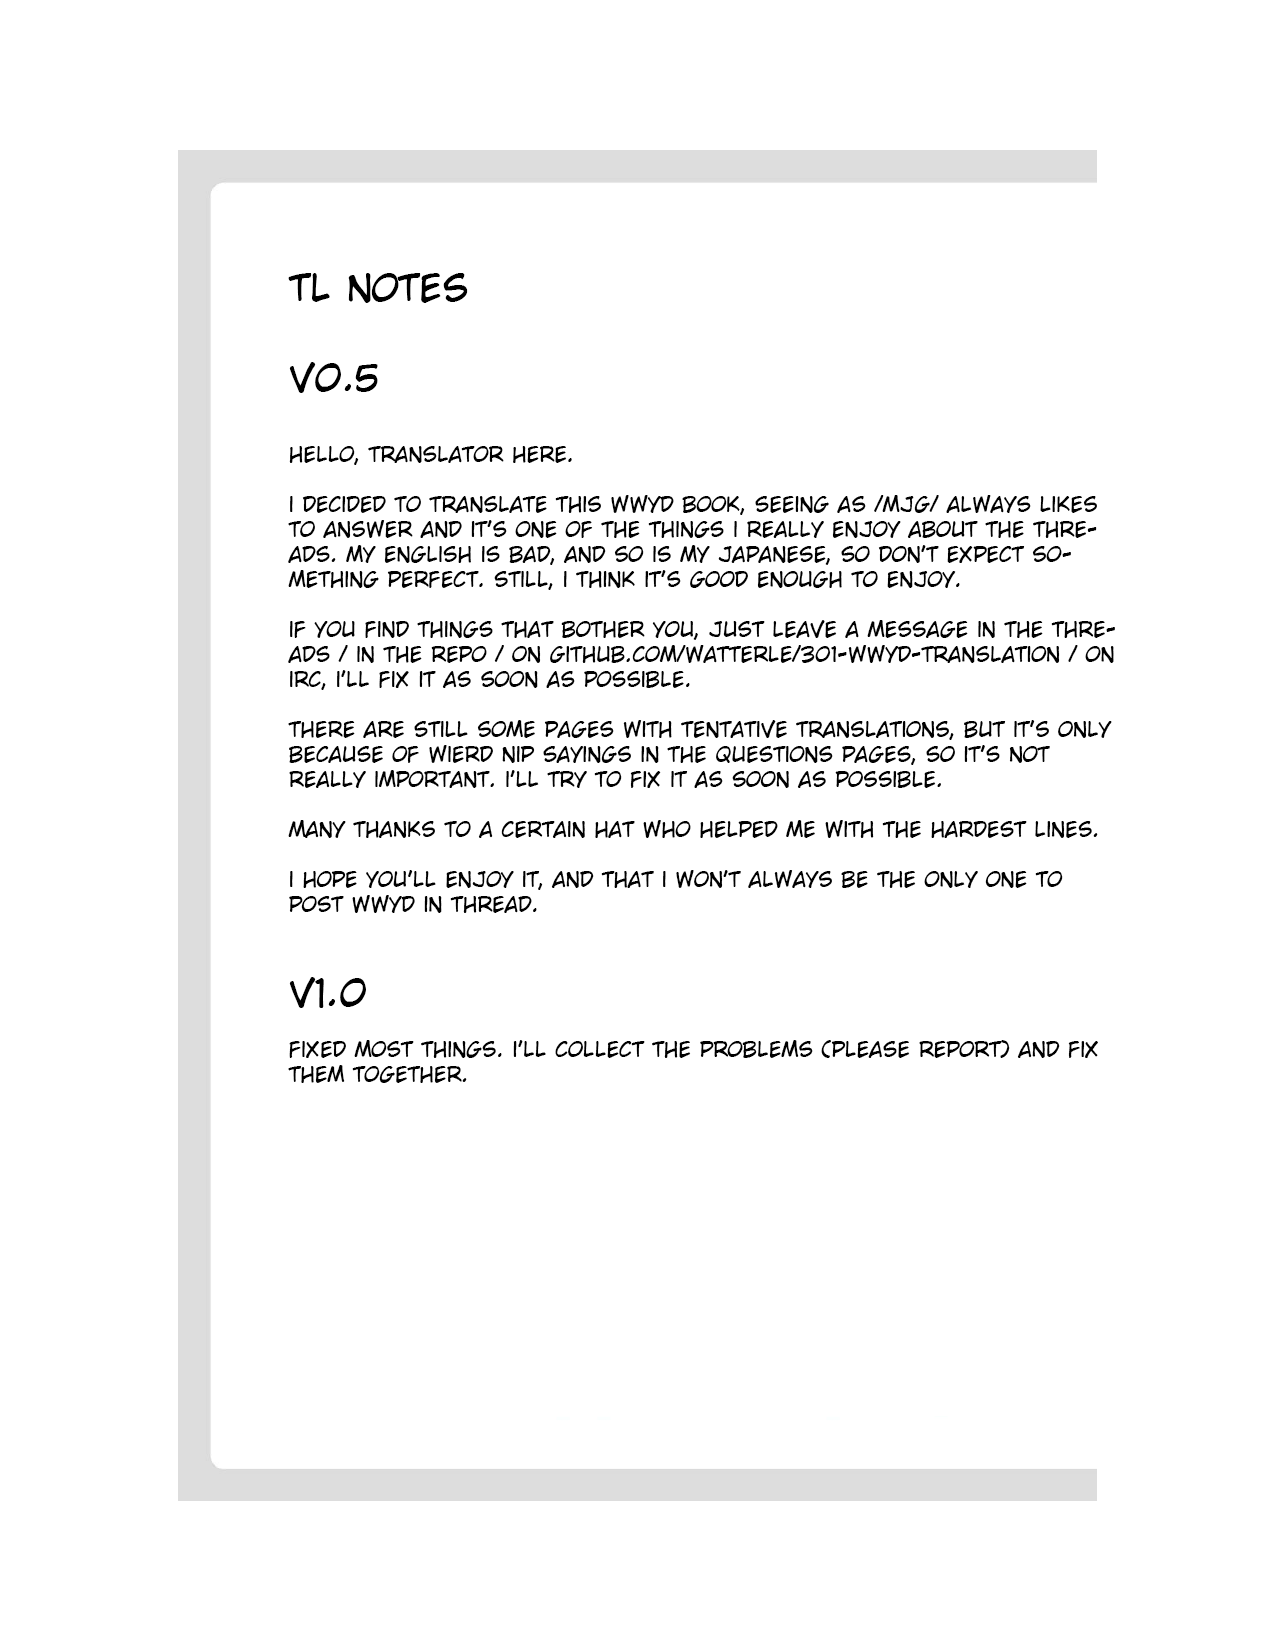 TL NOTES
V0.5
HELLO, TRANSLATOR HERE.
I DECIDED TO TRANSLATE THIS WWYD BOOK, SEEING AS /MJG/ ALWAYS LIKES
TO ANSWER AND IT'S ONE OF THE THINGS I REALLY ENJOY ABOUT THE THRE-
ADS. MY ENGLISH IS BAD, AND SO IS MY JAPANESE, SO DON'T EXPECT SO-
METHING PERFECT. STILL, I THINK IT'S GOOD ENOUGH TO ENJOY.
IF YOU FIND THINGS THAT BOTHER YOU, JUST LEAVE A MESSAGE IN THE THRE-
ADS / IN THE REPO / ON GITHUB.COM/WATTERLE/301-WWYD-TRANSLATION / ON
IRC, I'LL FIX IT AS SOON AS POSSIBLE.
THERE ARE STILL SOME PAGES WITH TENTATIVE TRANSLATIONS, BUT IT'S ONLY
BECAUSE OF WIERD NIP SAYINGS IN THE QUESTIONS PAGES, SO IT'S NOT
REALLY IMPORTANT. I'LL TRY TO FIX IT AS SOON AS POSSIBLE.
MANY THANKS TO A CERTAIN HAT WHO HELPED ME WITH THE HARDEST LINES.
I HOPE YOU'LL ENJOY IT, AND THAT I WON'T ALWAYS BE THE ONLY ONE TO
POST WWYD IN THREAD.
V1.0
FIXED MOST THINGS. I'LL COLLECT THE PROBLEMS (PLEASE REPORT) AND FIX
THEM TOGETHER.